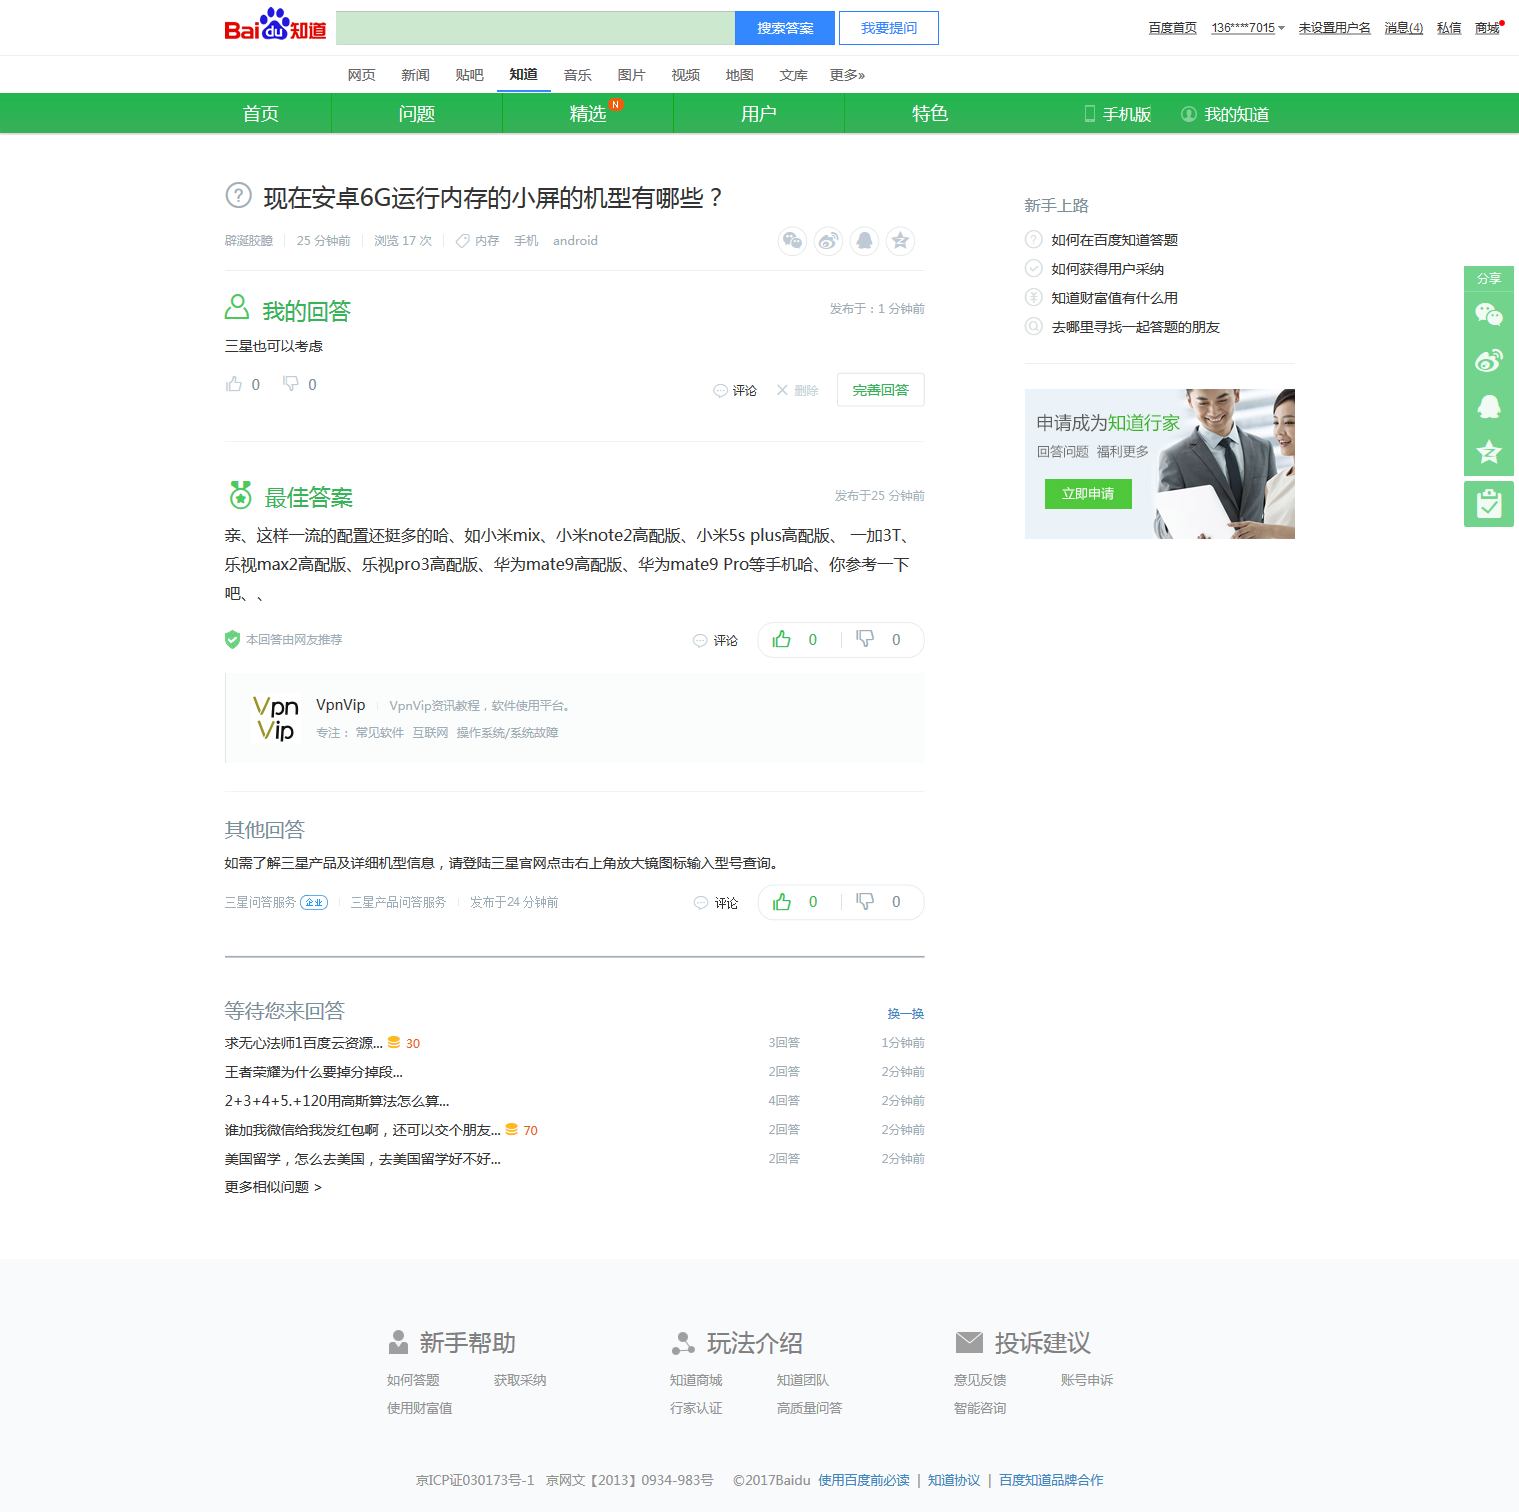 Bai du 知道 搜索答案 我要提问 百度首页 136****7015 未设置用户名 消息(4) 私信 商城
网页 新闻 贴吧 知道 音乐 图片 视频 地图 文库 更多»
首页 问题 精选 N 用户 特色 手机版 我的知道
现在安卓6G运行内存的小屏的机型有哪些？
辟涎胶臆 25 分钟前 浏览 17 次 内存 手机 android
我的回答 发布于：1 分钟前
三星也可以考虑
0 0 评论 删除 完善回答
最佳答案 发布于25 分钟前
亲、这样一流的配置还挺多的哈、如小米mix、小米note2高配版、小米5s plus高配版、 一加3T、
乐视max2高配版、乐视pro3高配版、华为mate9高配版、华为mate9 Pro等手机哈、你参考一下
吧、、
本回答由网友推荐 评论 0 0
Vpn
Vip
VpnVip VpnVip资讯教程，软件使用平台。
专注： 常见软件 互联网 操作系统/系统故障
其他回答
如需了解三星产品及详细机型信息，请登陆三星官网点击右上角放大镜图标输入型号查询。
三星问答服务 企业 三星产品问答服务 发布于24 分钟前 评论 0 0
等待您来回答 换一换
求无心法师1百度云资源... 30 3回答 1分钟前
王者荣耀为什么要掉分掉段... 2回答 2分钟前
2+3+4+5.+120用高斯算法怎么算... 4回答 2分钟前
谁加我微信给我发红包啊，还可以交个朋友... 70 2回答 2分钟前
美国留学，怎么去美国，去美国留学好不好... 2回答 2分钟前
更多相似问题 >
新手上路
如何在百度知道答题
如何获得用户采纳
知道财富值有什么用
去哪里寻找一起答题的朋友
申请成为知道行家
回答问题 福利更多
立即申请
分享
新手帮助 玩法介绍 投诉建议
如何答题 获取采纳 知道商城 知道团队 意见反馈 账号申诉
使用财富值 行家认证 高质量问答 智能咨询
京ICP证030173号-1 京网文【2013】0934-983号 ©2017Baidu 使用百度前必读 | 知道协议 | 百度知道品牌合作